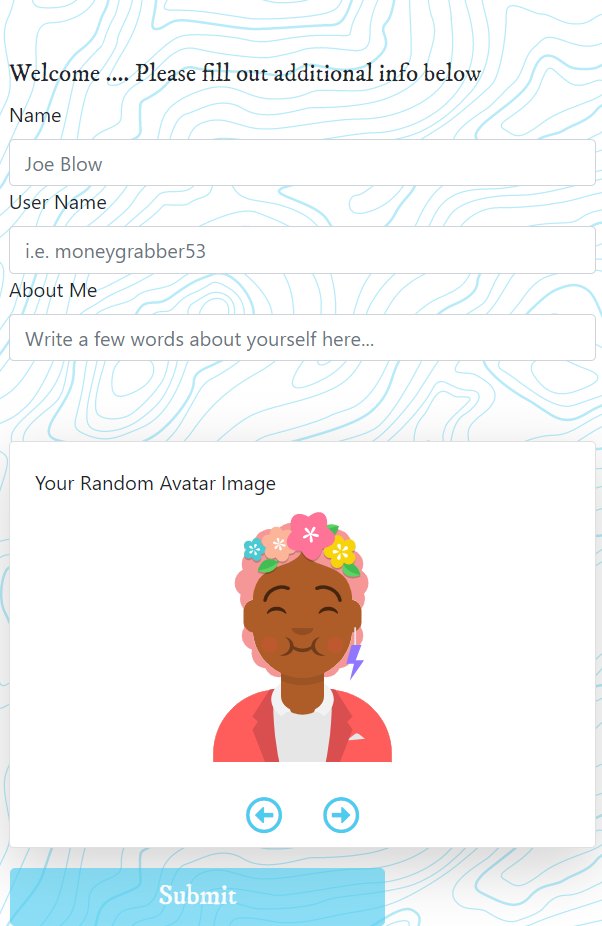 Welcome .... Please fill out additional info below
Name
Joe Blow
User Name
i.e. moneygrabber53
About Me
Write a few words about yourself here...
Your Random Avatar Image
Submit